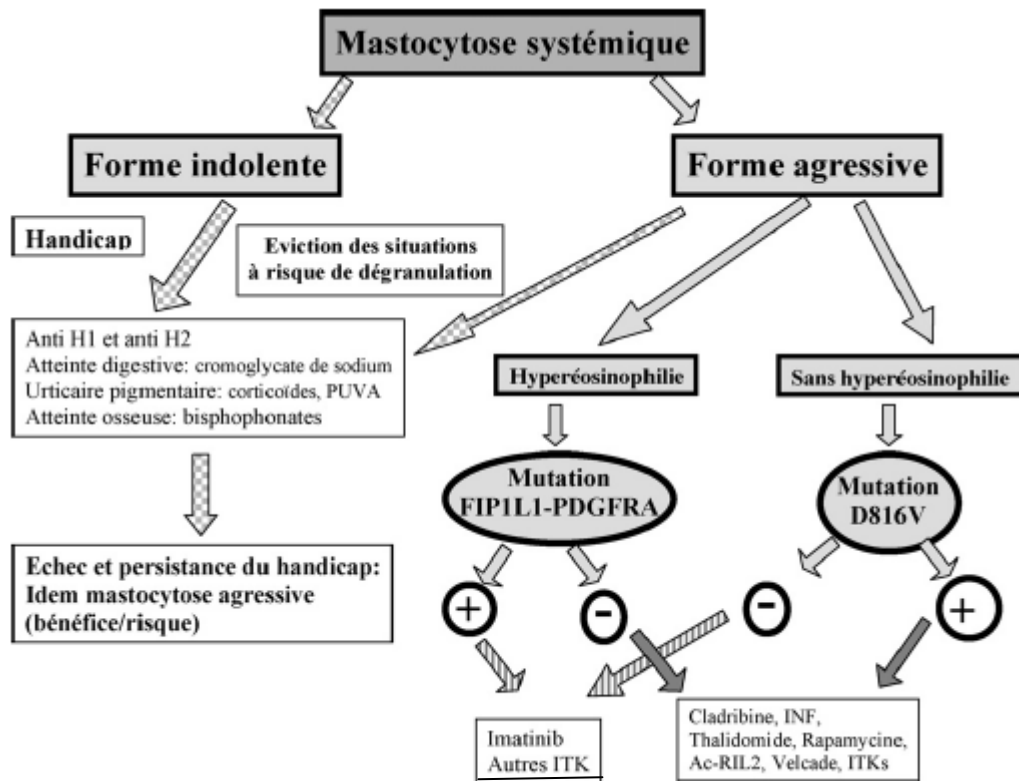 Mastocytose systémique
Forme indolente
Forme agressive
Handicap
Eviction des situations
à risque de dégranulation
Anti H1 et anti H2
Atteinte digestive: cromoglycate de sodium
Urticaire pigmentaire: corticoïdes, PUVA
Atteinte osseuse: bisphophonates
Hyperéosinophilie
Sans hyperéosinophilie
Mutation
FIP1L1-PDGFRA
Mutation
D816V
Echec et persistance du handicap:
Idem mastocytose agressive
(bénéfice/risque)
+
-
-
+
Imatinib
Autres ITK
Cladribine, INF,
Thalidomide, Rapamycine,
Ac-RIL2, Velcade, ITKs